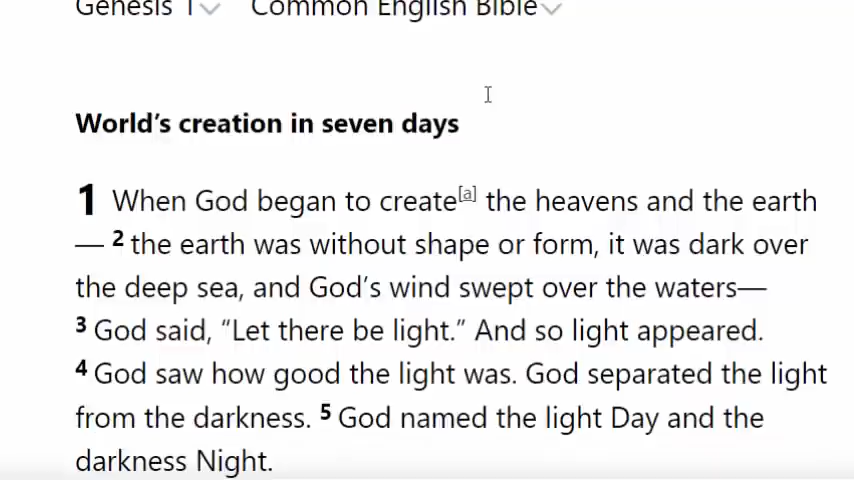 Genesis 1 Common English Bible
World's creation in seven days
1 When God began to create[a] the heavens and the earth
— 2 the earth was without shape or form, it was dark over
the deep sea, and God's wind swept over the waters—
3 God said, “Let there be light.” And so light appeared.
4 God saw how good the light was. God separated the light
from the darkness. 5 God named the light Day and the
darkness Night.